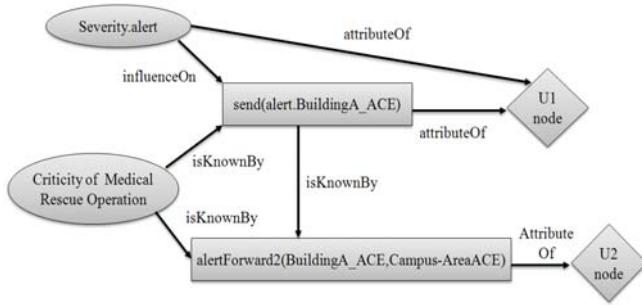 Severity.alert
attributeOf
influenceOn
send(alert.BuildingA_ACE)
U1
node
attributeOf
isKnownBy
isKnownBy
Criticity of Medical
Rescue Operation
isKnownBy
alertForward2(BuildingA_ACE,Campus-AreaACE)
Attribute
Of
U2
node